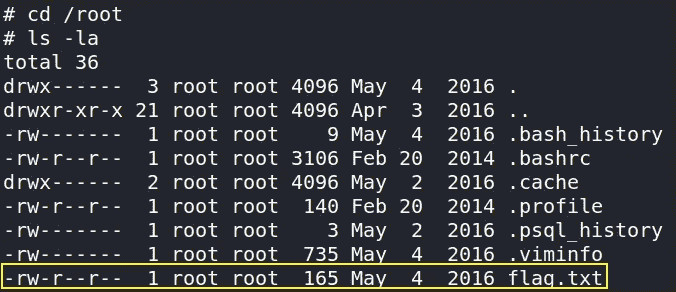 # cd /root
# ls -la
total 36
drwx------  3 root root 4096 May  4  2016 .
drwxr-xr-x 21 root root 4096 Apr  3  2016 ..
-rw-------  1 root root    9 May  4  2016 .bash_history
-rw-r--r--  1 root root 3106 Feb 20  2014 .bashrc
drwx------  2 root root 4096 May  2  2016 .cache
-rw-r--r--  1 root root  140 Feb 20  2014 .profile
-rw-------  1 root root    3 May  2  2016 .psql_history
-rw-------  1 root root  735 May  4  2016 .viminfo
-rw-r--r--  1 root root  165 May  4  2016 flag.txt